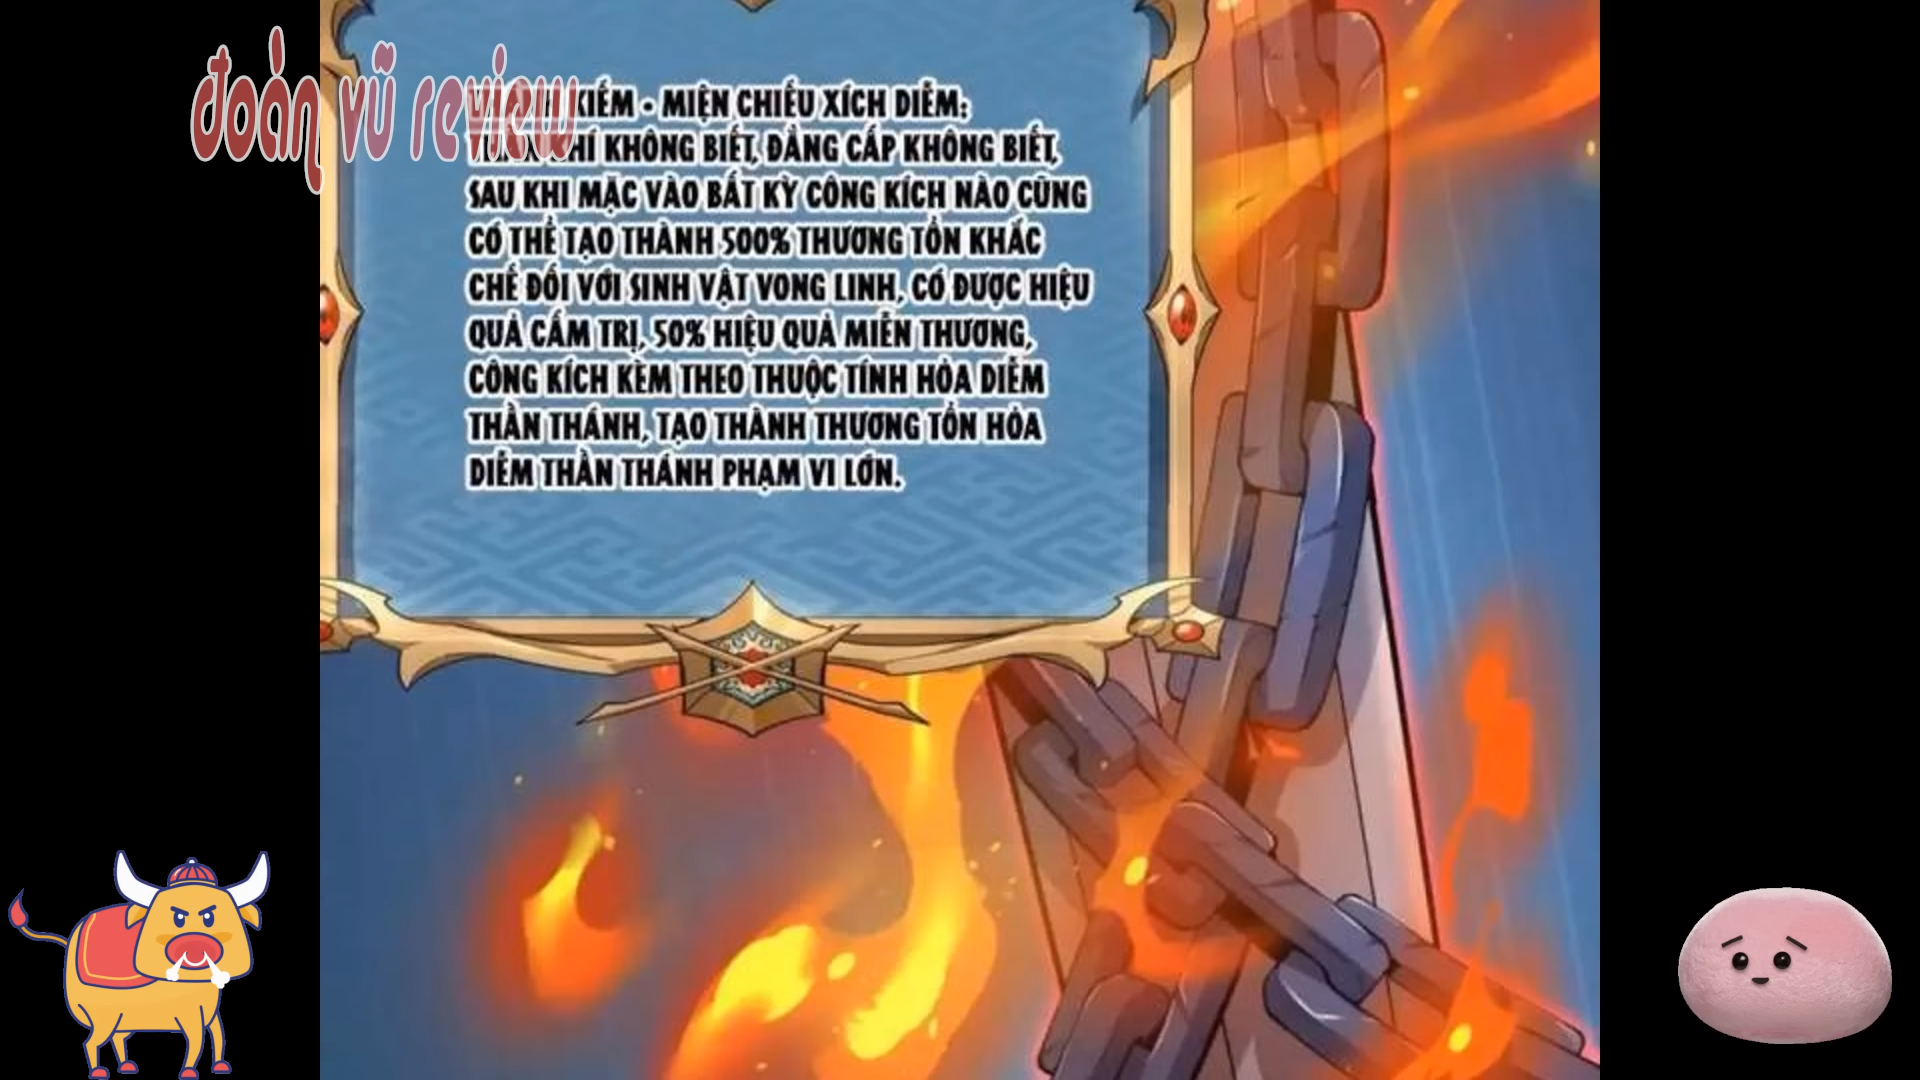 đoản vũ review
KIẾM - MIỆN CHIẾU XÍCH DIỄM:
KHÍ KHÔNG BIẾT, ĐẲNG CẤP KHÔNG BIẾT,
SAU KHI MẶC VÀO BẤT KỲ CÔNG KÍCH NÀO CŨNG
CÓ THỂ TẠO THÀNH 500% THƯƠNG TỔN KHẮC
CHẾ ĐỐI VỚI SINH VẬT VONG LINH, CÓ ĐƯỢC HIỆU
QUẢ CẤM TRỊ, 50% HIỆU QUẢ MIỄN THƯƠNG,
CÔNG KÍCH KÈM THEO THUỘC TÍNH HỎA DIỄM
THẦN THÁNH, TẠO THÀNH THƯƠNG TỔN HỎA
DIỄM THẦN THÁNH PHẠM VI LỚN.